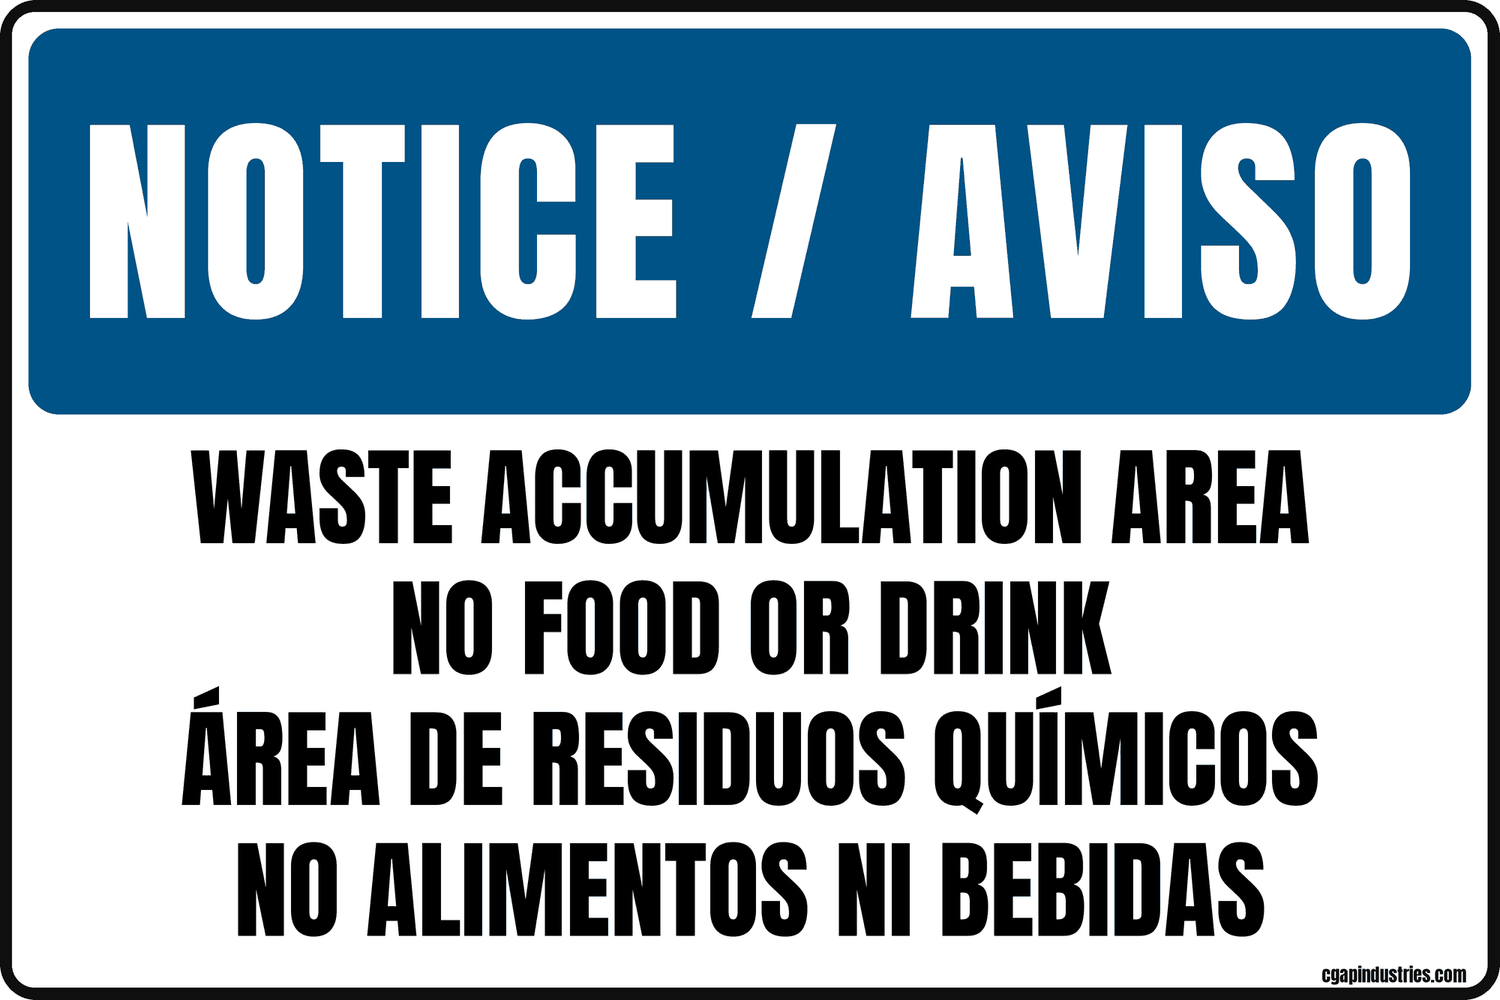 NOTICE / AVISO
WASTE ACCUMULATION AREA
NO FOOD OR DRINK
ÁREA DE RESIDUOS QUÍMICOS
NO ALIMENTOS NI BEBIDAS
cgapindustries.com